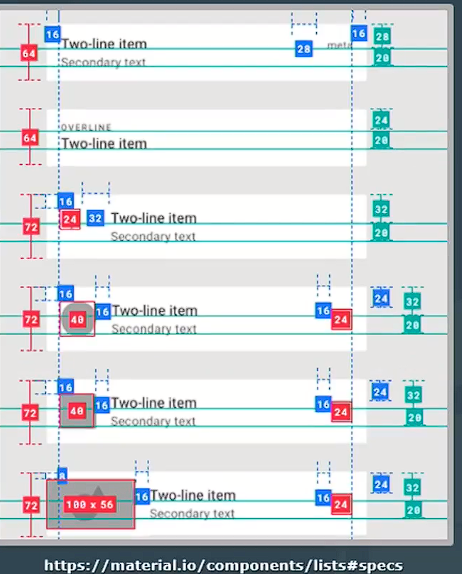 16 16 28
Two-line item meta
64 28 20
Secondary text
24
OVERLINE
64 Two-line item 20
16 32
24 32 Two-line item
72 Secondary text 20
16 24 32
16 Two-line item 16
72 40 24 20
Secondary text
16 24 32
16 Two-line item 16
72 40 24 20
Secondary text
8 24 32
16 Two-line item 16
72 100 x 56 24 20
Secondary text
https://material.io/components/lists#specs